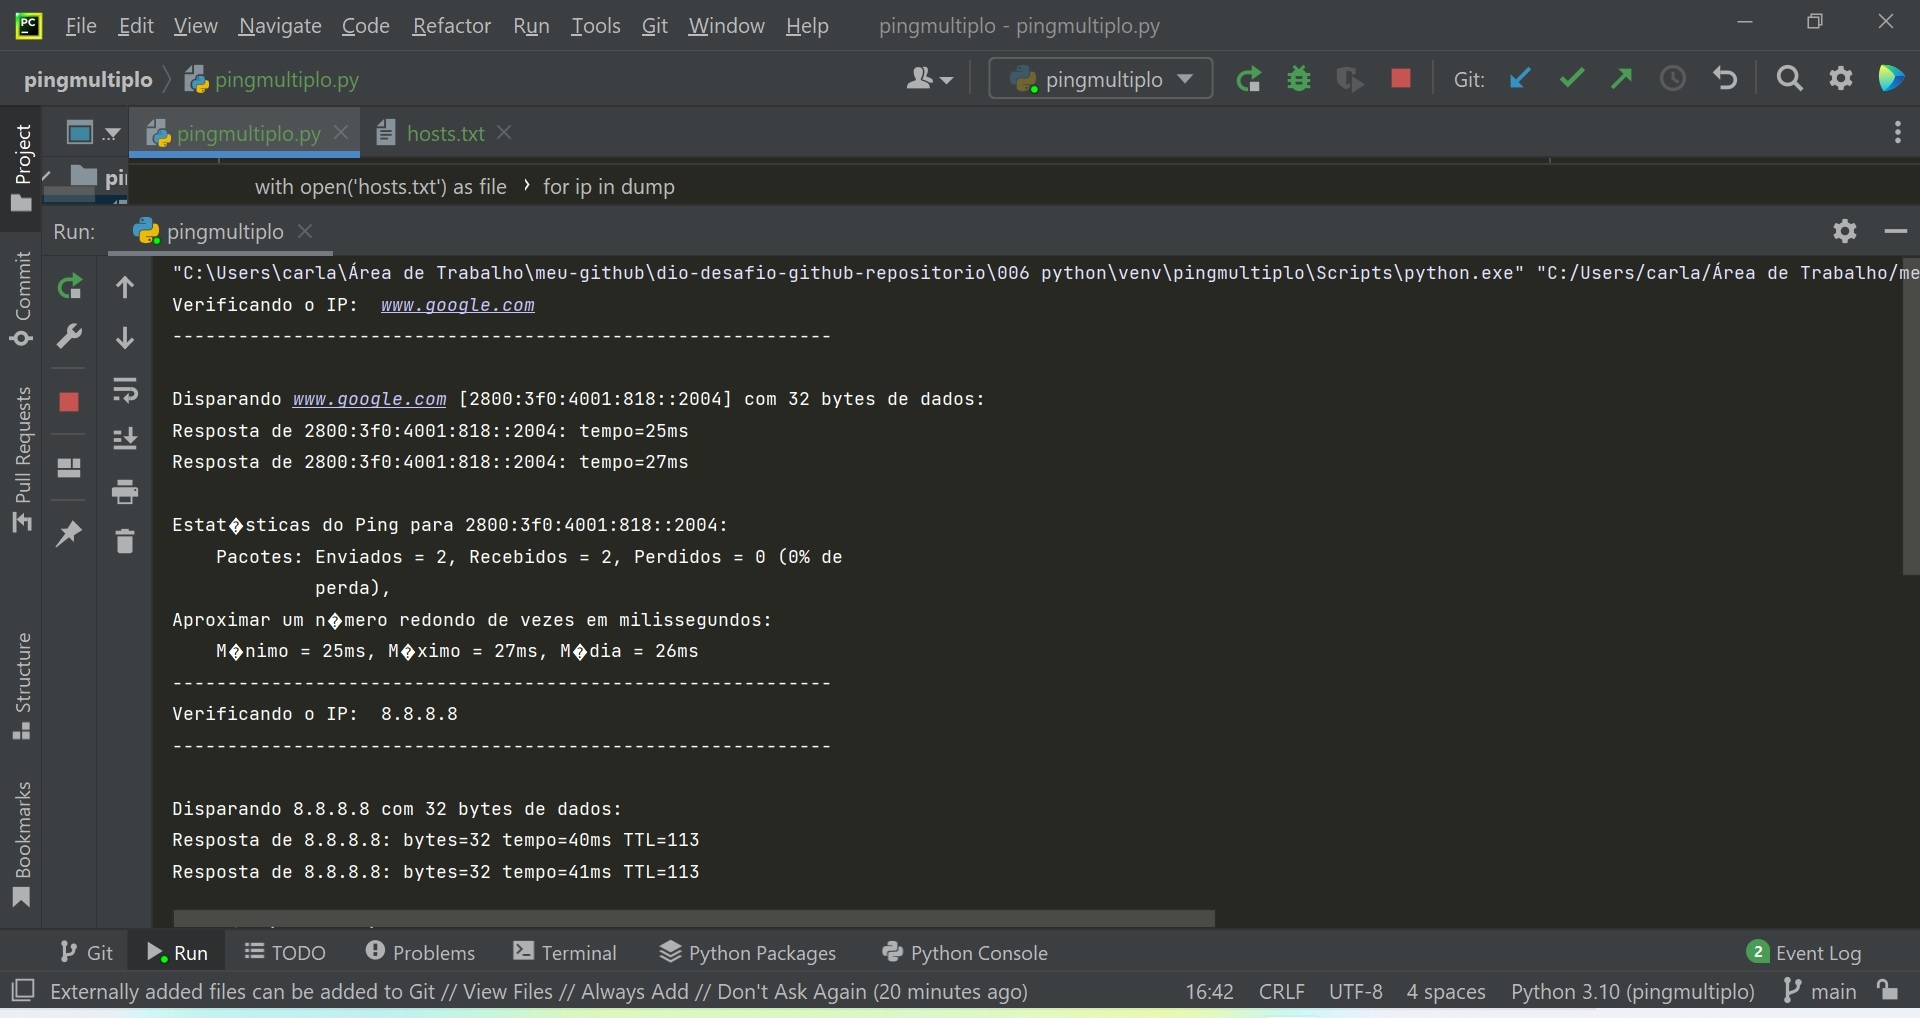 PC File Edit View Navigate Code Refactor Run Tools Git Window Help pingmultiplo - pingmultiplo.py
pingmultiplo pingmultiplo.py pingmultiplo Git:
... pingmultiplo.py hosts.txt
pi
with open('hosts.txt') as file › for ip in dump
Run: pingmultiplo
"C:\Users\carla\Área de Trabalho\meu-github\dio-desafio-github-repositorio\006 python\venv\pingmultiplo\Scripts\python.exe" "C:/Users/carla/Área de Trabalho/me
Verificando o IP:  www.google.com
------------------------------------------------------------
Disparando www.google.com [2800:3f0:4001:818::2004] com 32 bytes de dados:
Resposta de 2800:3f0:4001:818::2004: tempo=25ms
Resposta de 2800:3f0:4001:818::2004: tempo=27ms
Estat�sticas do Ping para 2800:3f0:4001:818::2004:
Pacotes: Enviados = 2, Recebidos = 2, Perdidos = 0 (0% de
perda),
Aproximar um n�mero redondo de vezes em milissegundos:
M�nimo = 25ms, M�ximo = 27ms, M�dia = 26ms
------------------------------------------------------------
Verificando o IP:  8.8.8.8
------------------------------------------------------------
Disparando 8.8.8.8 com 32 bytes de dados:
Resposta de 8.8.8.8: bytes=32 tempo=40ms TTL=113
Resposta de 8.8.8.8: bytes=32 tempo=41ms TTL=113
Project
Commit
Pull Requests
Structure
Bookmarks
Git Run TODO Problems Terminal Python Packages Python Console 2 Event Log
Externally added files can be added to Git // View Files // Always Add // Don't Ask Again (20 minutes ago) 16:42 CRLF UTF-8 4 spaces Python 3.10 (pingmultiplo) main